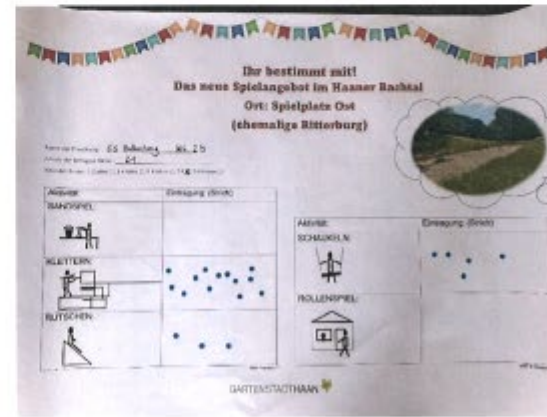 Ihr bestimmt mit!
Das neue Spielangebot im Haaner Bachtal
Ort: Spielplatz Ost
(ehemalige Ritterburg)
21
Aktivität: Eintragung (Strich)
SANDSPIEL:
KLETTERN:
RUTSCHEN:
Aktivität: Eintragung (Strich)
SCHAUKELN:
ROLLENSPIEL:
GARTENSTADTHAAN